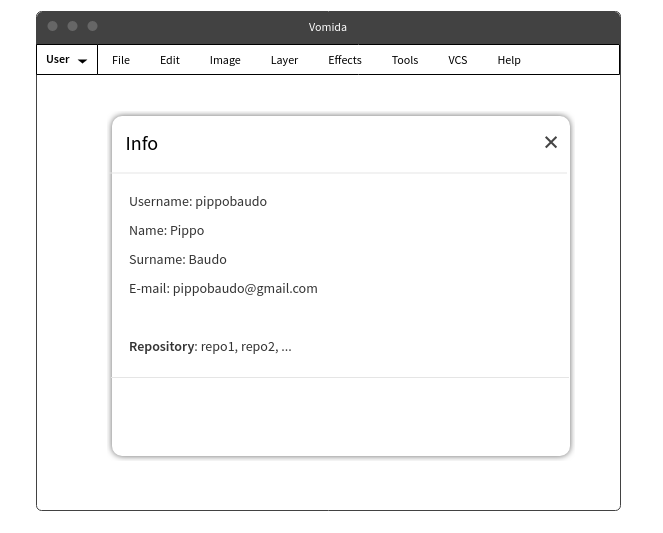 Vomida
User File Edit Image Layer Effects Tools VCS Help
Info
Username: pippobaudo
Name: Pippo
Surname: Baudo
E-mail: pippobaudo@gmail.com
Repository: repo1, repo2, ...